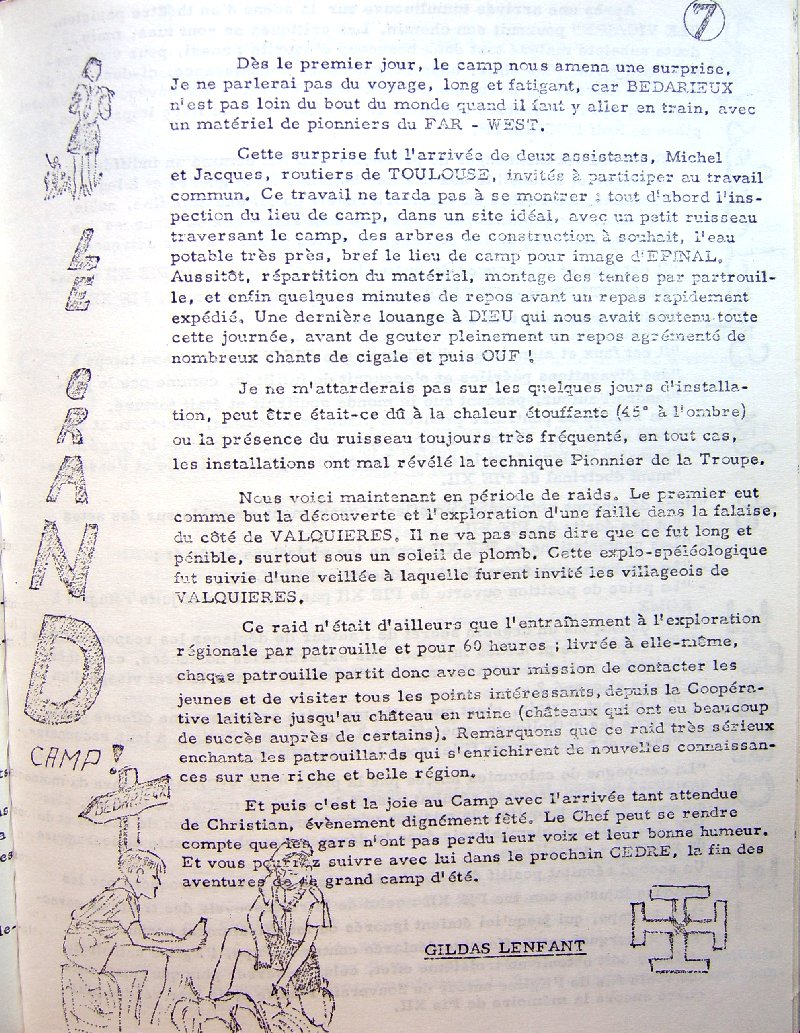 7
LE GRAND CAMP !
Dès le premier jour, le camp nous amena une surprise.
Je ne parlerai pas du voyage, long et fatigant, car BEDARIEUX
n'est pas loin du bout du monde quand il faut y aller en train, avec
un matériel de pionniers du FAR - WEST.
Cette surprise fut l'arrivée de deux assistants, Michel
et Jacques, routiers de TOULOUSE, invités à participer au travail
commun. Ce travail ne tarda pas à se montrer : tout d'abord l'ins-
pection du lieu de camp, dans un site idéal, avec un petit ruisseau
traversant le camp, des arbres de construction à souhait, l'eau
potable très près, bref le lieu de camp pour image d'EPINAL.
Aussitôt, répartition du matériel, montage des tentes par partrouil-
le, et enfin quelques minutes de repos avant un repas rapidement
expédié. Une dernière louange à DIEU qui nous avait soutenu toute
cette journée, avant de gouter pleinement un repos agrémenté de
nombreux chants de cigale et puis OUF !
Je ne m'attarderais pas sur les quelques jours d'installa-
tion, peut être était-ce dû à la chaleur étouffante (45° à l'ombre)
ou la présence du ruisseau toujours très fréquenté, en tout cas,
les installations ont mal révélé la technique Pionnier de la Troupe.
Nous voici maintenant en période de raids. Le premier eut
comme but la découverte et l'exploration d'une faille dans la falaise,
du côté de VALQUIERES. Il ne va pas sans dire que ce fut long et
pénible, surtout sous un soleil de plomb. Cette explo-spéléologique
fut suivie d'une veillée à laquelle furent invité les villageois de
VALQUIERES.
Ce raid n'était d'ailleurs que l'entraînement à l'exploration
régionale par patrouille et pour 60 heures ; livrée à elle-même,
chaque patrouille partit donc avec pour mission de contacter les
jeunes et de visiter tous les points intéressants, depuis la Coopéra-
tive laitière jusqu'au château en ruine (châteaux qui ont eu beaucoup
de succès auprès de certains). Remarquons que ce raid très sérieux
enchanta les patrouillards qui s'enrichirent de nouvelles connaissan-
ces sur une riche et belle région.
Et puis c'est la joie au Camp avec l'arrivée tant attendue
de Christian, évènement dignément fêté. Le Chef peut se rendre
compte que les gars n'ont pas perdu leur voix et leur bonne humeur.
Et vous pourrez suivre avec lui dans le prochain CEDRE, la fin des
aventures de ce grand camp d'été.
BEDARIEUX
GILDAS LENFANT